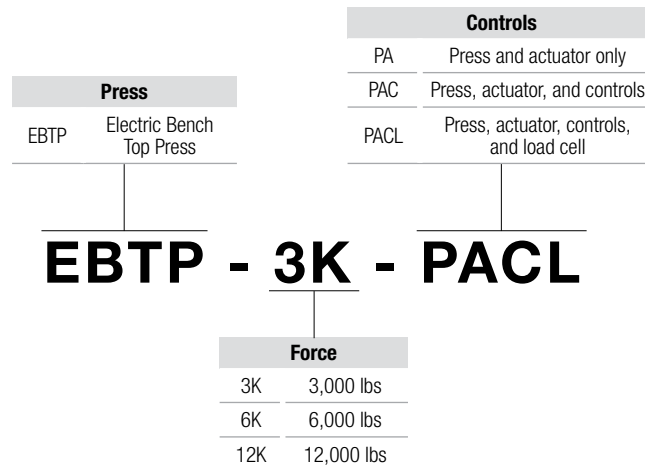 Controls
PA Press and actuator only
PAC Press, actuator, and controls
PACL Press, actuator, controls,
and load cell
Press
EBTP Electric Bench
Top Press
EBTP - 3K - PACL
Force
3K 3,000 lbs
6K 6,000 lbs
12K 12,000 lbs